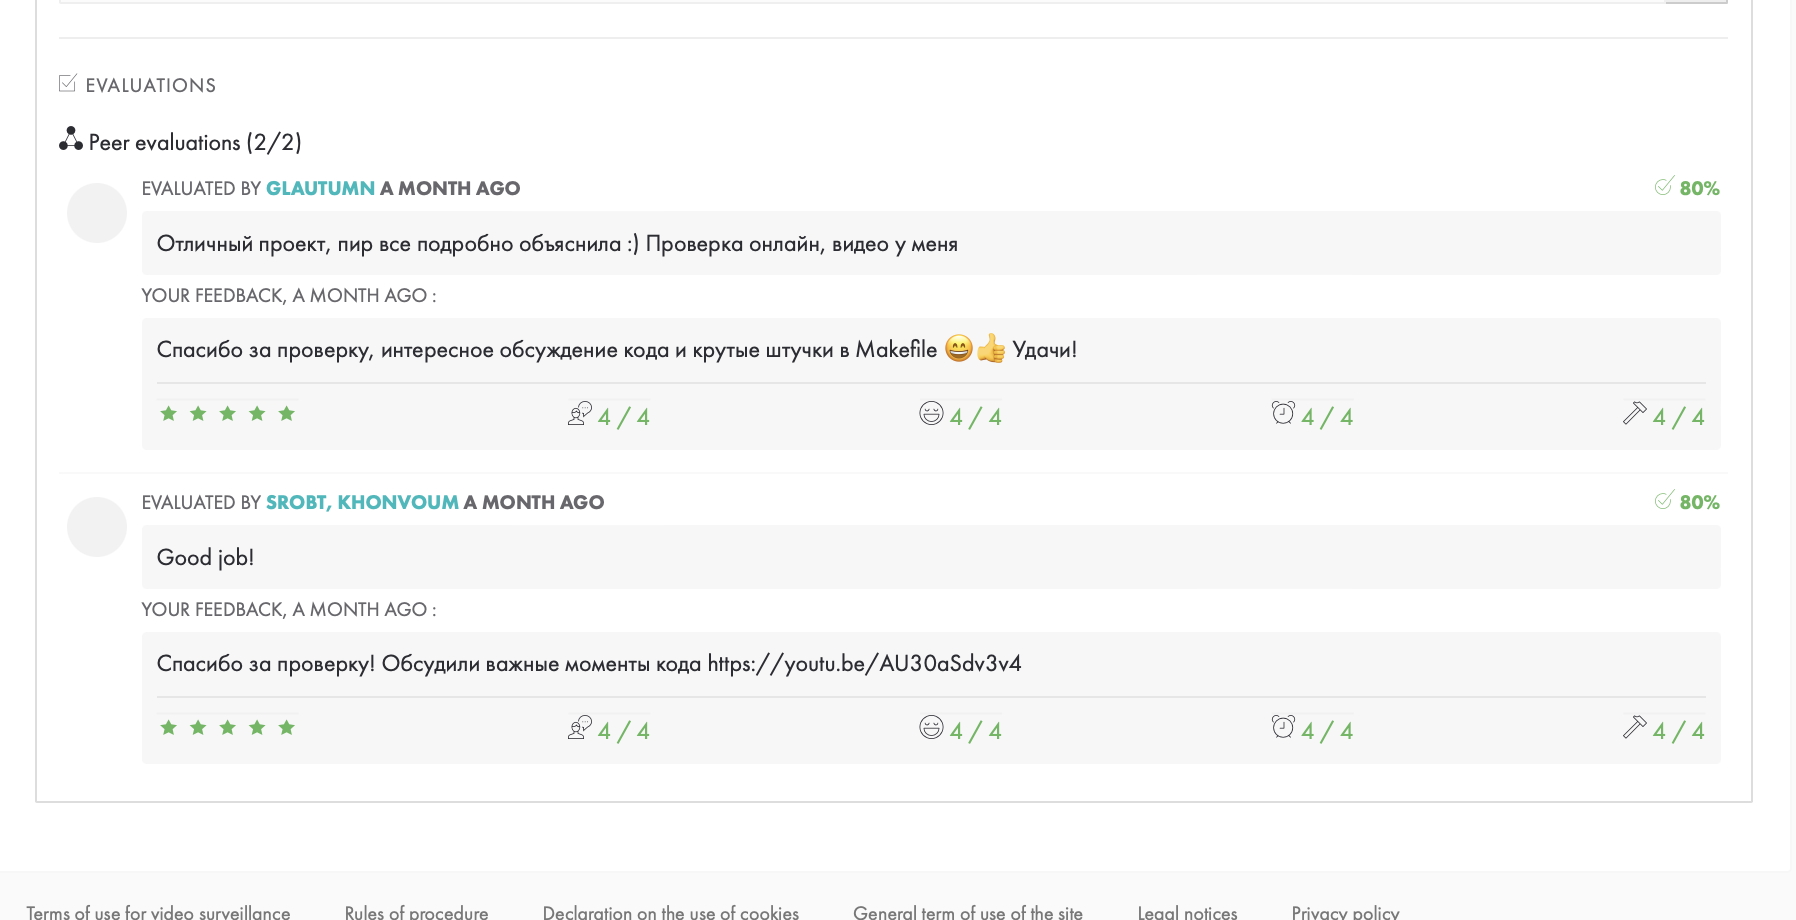 EVALUATIONS
Peer evaluations (2/2)
EVALUATED BY GLAUTUMN A MONTH AGO 80%
Отличный проект, пир все подробно объяснила :) Проверка онлайн, видео у меня
YOUR FEEDBACK, A MONTH AGO :
Спасибо за проверку, интересное обсуждение кода и крутые штучки в Makefile 😄👍 Удачи!
★ ★ ★ ★ ★ 4 / 4 4 / 4 4 / 4 4 / 4
EVALUATED BY SROBT, KHONVOUM A MONTH AGO 80%
Good job!
YOUR FEEDBACK, A MONTH AGO :
Спасибо за проверку! Обсудили важные моменты кода https://youtu.be/AU30aSdv3v4
★ ★ ★ ★ ★ 4 / 4 4 / 4 4 / 4 4 / 4
Terms of use for video surveillance Rules of procedure Declaration on the use of cookies General term of use of the site Legal notices Privacy policy